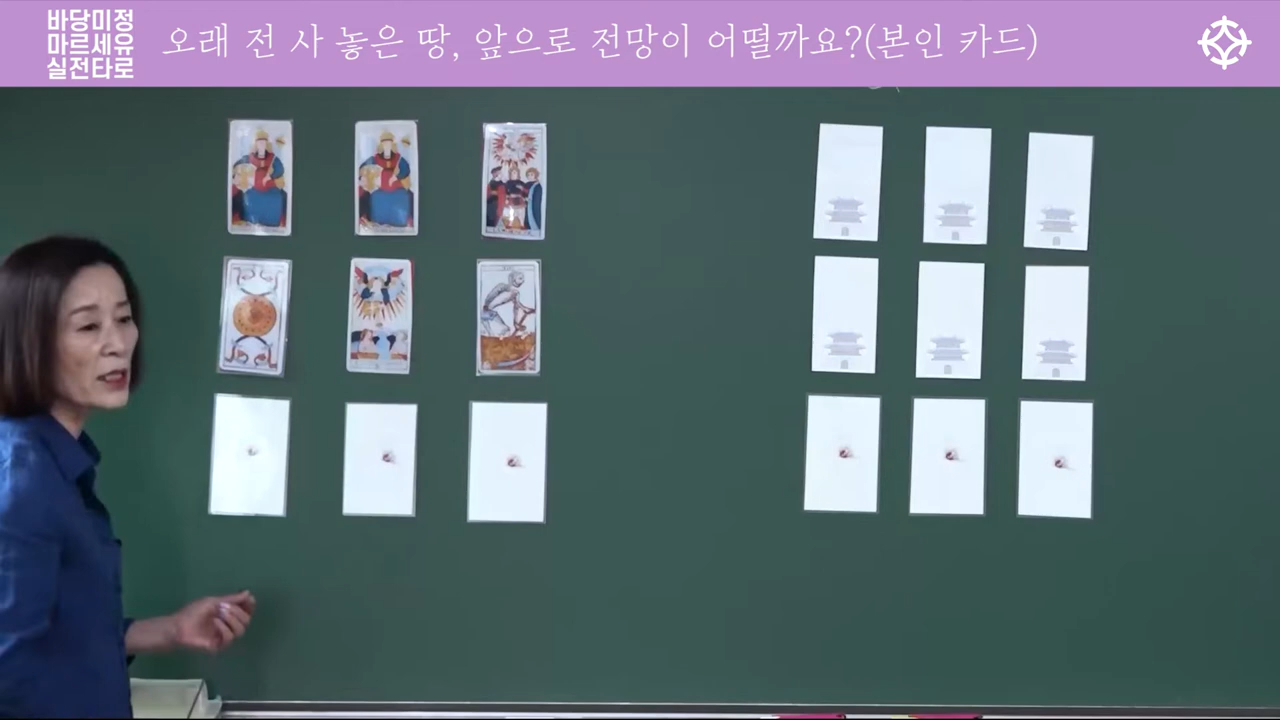 바당미정
마르세유
실전타로
오래 전 사 놓은 땅, 앞으로 전망이 어떨까요?(본인 카드)